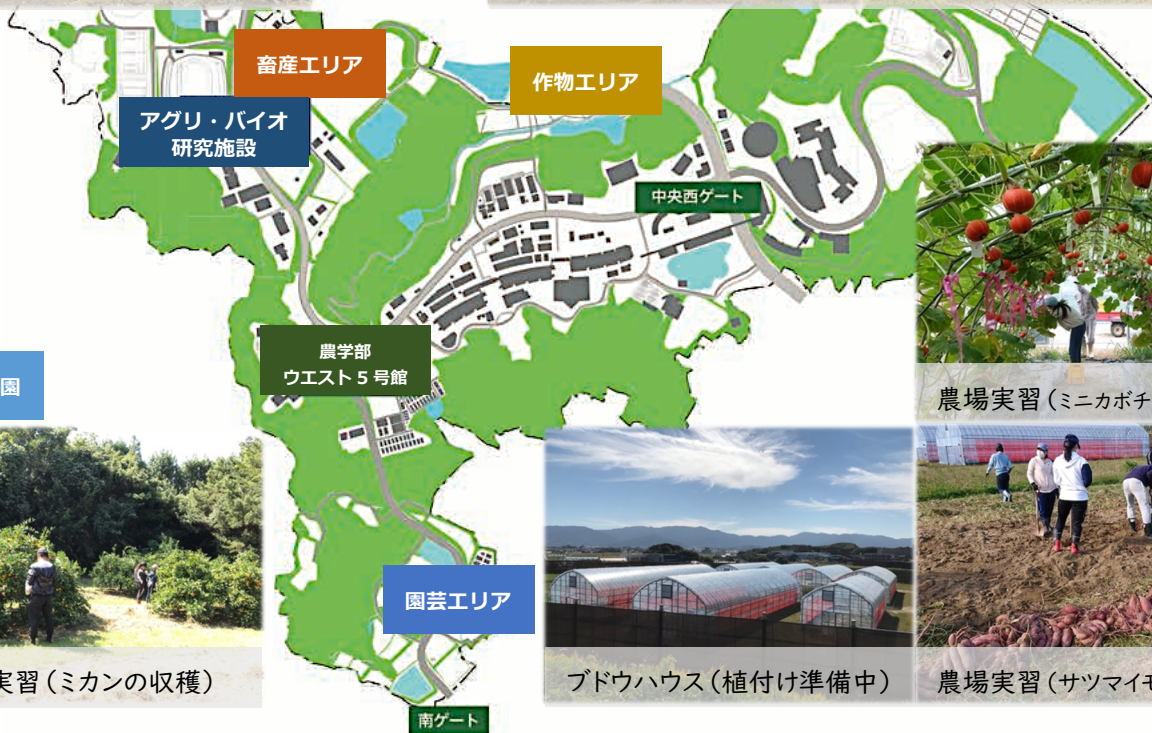 畜産エリア
作物エリア
アグリ・バイオ
研究施設
中央西ゲート
農学部
ウエスト5号館
園
農場実習(ミニカボチ
園芸エリア
実習(ミカンの収穫)
ブドウハウス(植付け準備中)
農場実習(サツマイモ
南ゲート